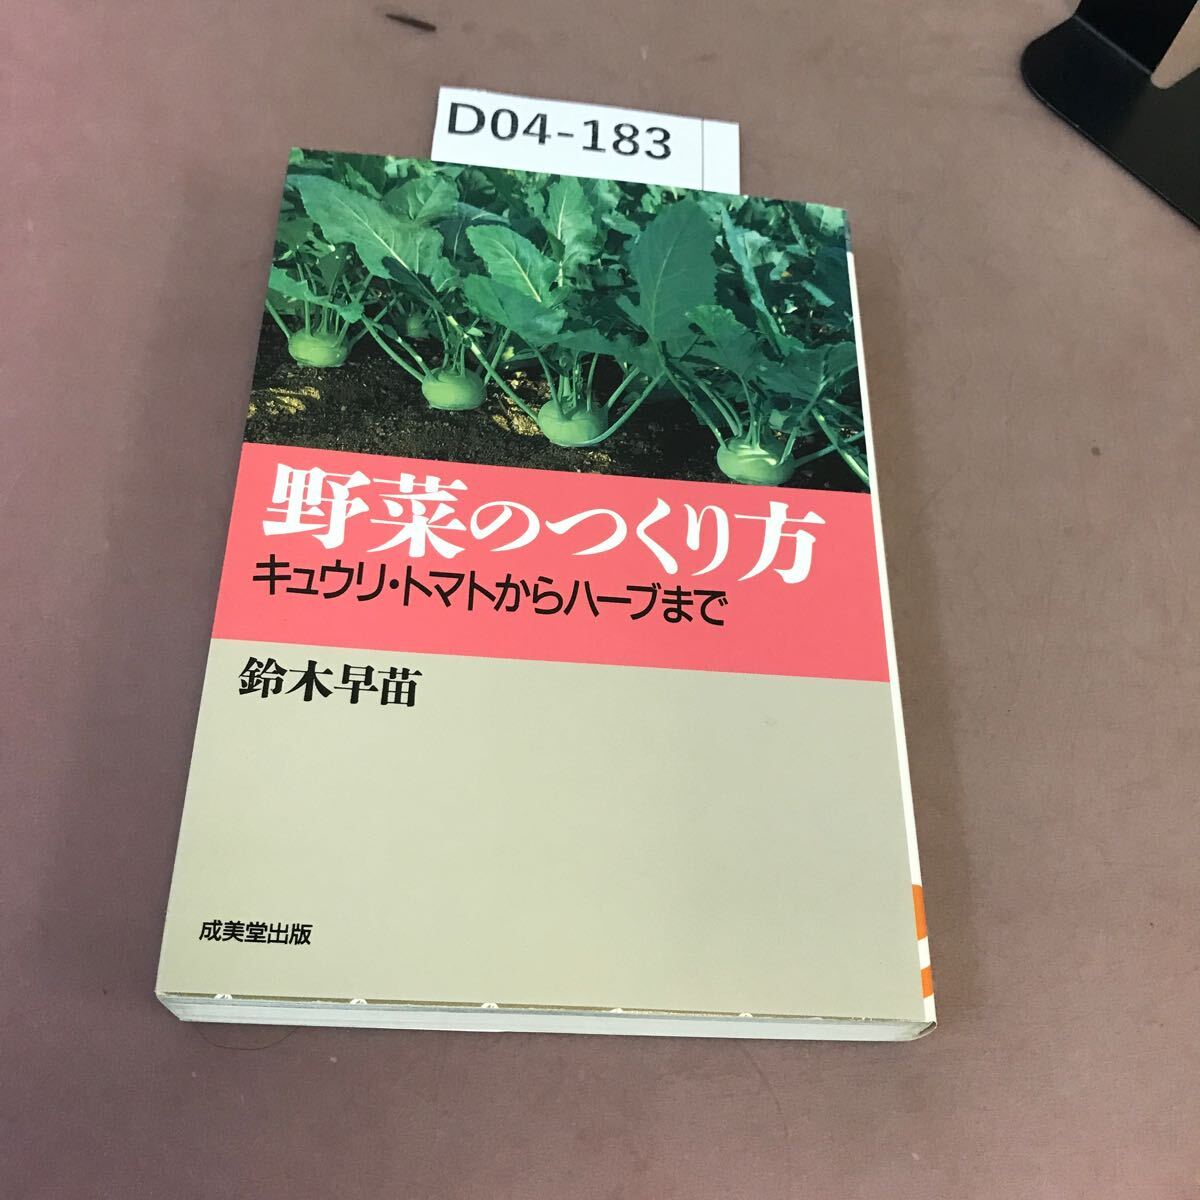 D04-183
野菜のつくり方
キュウリ・トマトからハーブまで
鈴木早苗
成美堂出版